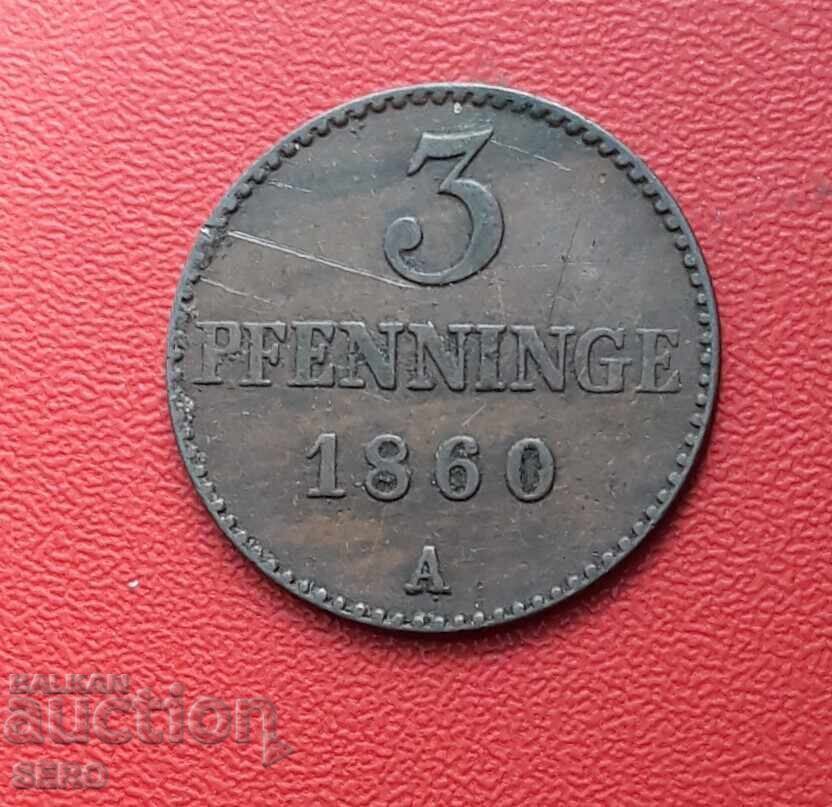 3
PFENNINGE
1860
A
BALKAN
auction
SERO